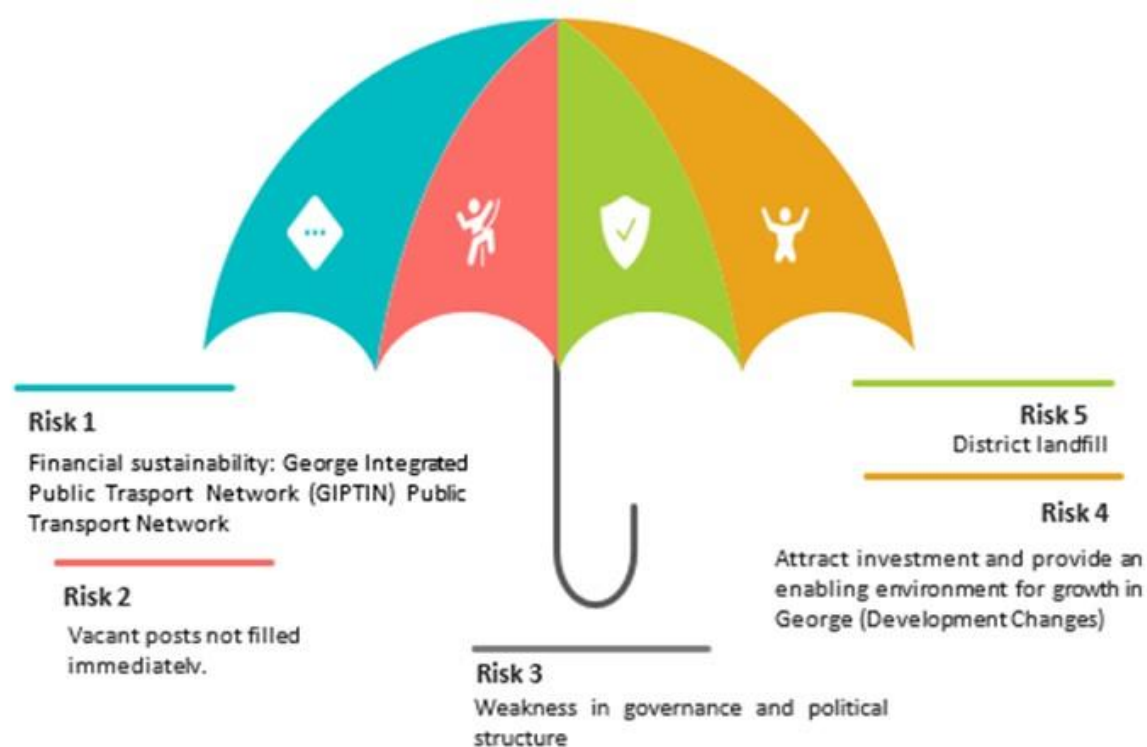 Risk 1
Financial sustainability: George Integrated
Public Trasport Network (GIPTIN) Public
Transport Network
Risk 2
Vacant posts not filled
immediately.
Risk 3
Weakness in governance and political
structure
Risk 5
District landfill
Risk 4
Attract investment and provide an
enabling environment for growth in
George (Development Changes)